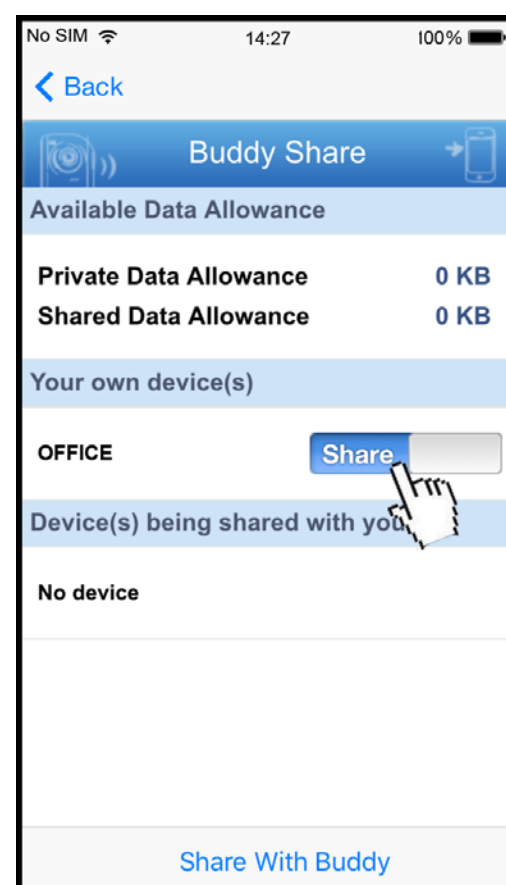 No SIM 14:27 100%
Back
Buddy Share
Available Data Allowance
Private Data Allowance 0 KB
Shared Data Allowance 0 KB
Your own device(s)
OFFICE Share
Device(s) being shared with you
No device
Share With Buddy